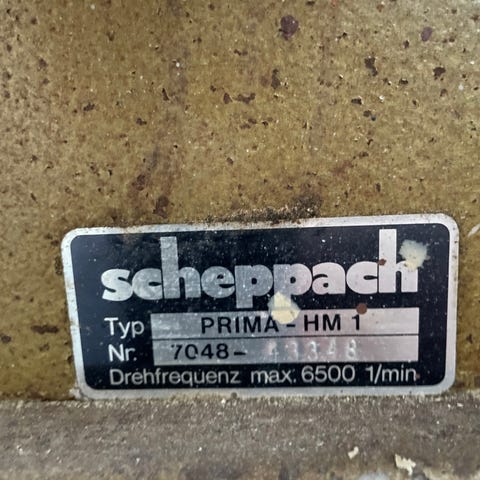 scheppach
Typ PRIMA - HM 1
Nr. 7048-
Drehfrequenz max. 6500 1/min